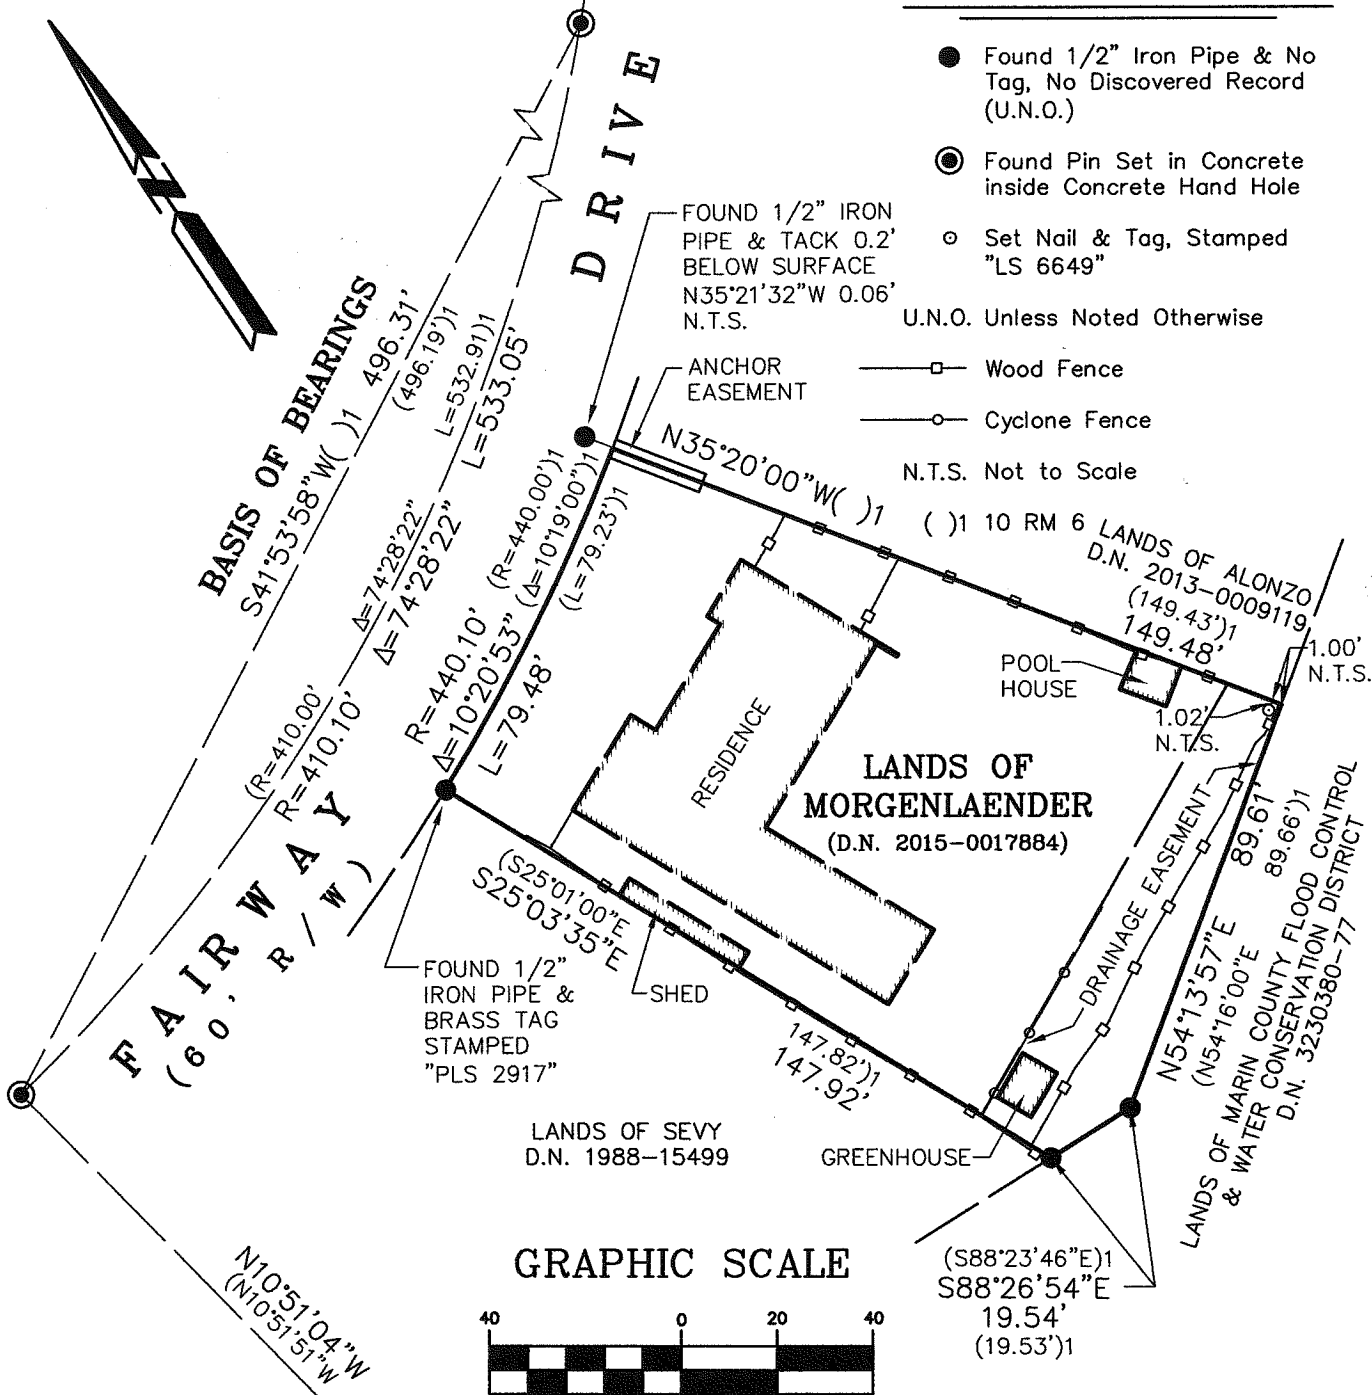 Found 1/2" Iron Pipe & No
Tag, No Discovered Record
(U.N.O.)
Found Pin Set in Concrete
inside Concrete Hand Hole
Set Nail & Tag, Stamped
"LS 6649"
U.N.O. Unless Noted Otherwise
Wood Fence
Cyclone Fence
N.T.S. Not to Scale
( )1 10 RM 6
DRIVE
FOUND 1/2" IRON
PIPE & TACK 0.2'
BELOW SURFACE
N35°21'32"W 0.06'
N.T.S.
ANCHOR
EASEMENT
BASIS OF BEARINGS
S41°53'58"W( )1 496.31'
(496.19')1
L=532.91)1
L=533.05'
Δ=74°28'22"
Δ=74°28'22"
(R=410.00'
R=410.10'
(R=440.00')1
(Δ=10°19'00")1
(L=79.23')1
R=440.10'
Δ=10°20'53"
L=79.48'
N35°20'00"W( )1
LANDS OF ALONZO
D.N. 2013-0009119
(149.43')1
149.48'
1.00'
N.T.S.
POOL
HOUSE
1.02'
N.T.S.
RESIDENCE
LANDS OF
MORGENLAENDER
(D.N. 2015-0017884)
DRAINAGE EASEMENT
89.61'
89.66')1
N54°13'57"E
(N54°16'00"E
LANDS OF MARIN COUNTY FLOOD CONTROL
& WATER CONSERVATION DISTRICT
D.N. 3230380-77
FAIRWAY
(60' R/W)
(S25°01'00"E
S25°03'35"E
FOUND 1/2"
IRON PIPE &
BRASS TAG
STAMPED
"PLS 2917"
SHED
147.82')1
147.92'
LANDS OF SEVY
D.N. 1988-15499
GREENHOUSE
(S88°23'46"E)1
S88°26'54"E
19.54'
(19.53')1
N10°51'04"W
(N10°51'51"W
GRAPHIC SCALE
40 0 20 40